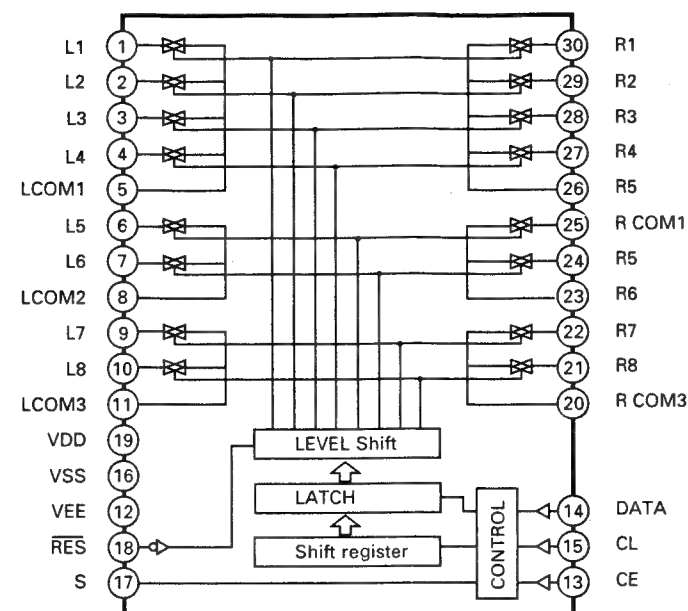 L1 1 30 R1
L2 2 29 R2
L3 3 28 R3
L4 4 27 R4
LCOM1 5 26 R5
L5 6 25 R COM1
L6 7 24 R5
LCOM2 8 23 R6
L7 9 22 R7
L8 10 21 R8
LCOM3 11 20 R COM3
VDD 19 LEVEL Shift
VSS 16
VEE 12 LATCH CONTROL 14 DATA
RES 18 Shift register 15 CL
S 17 13 CE